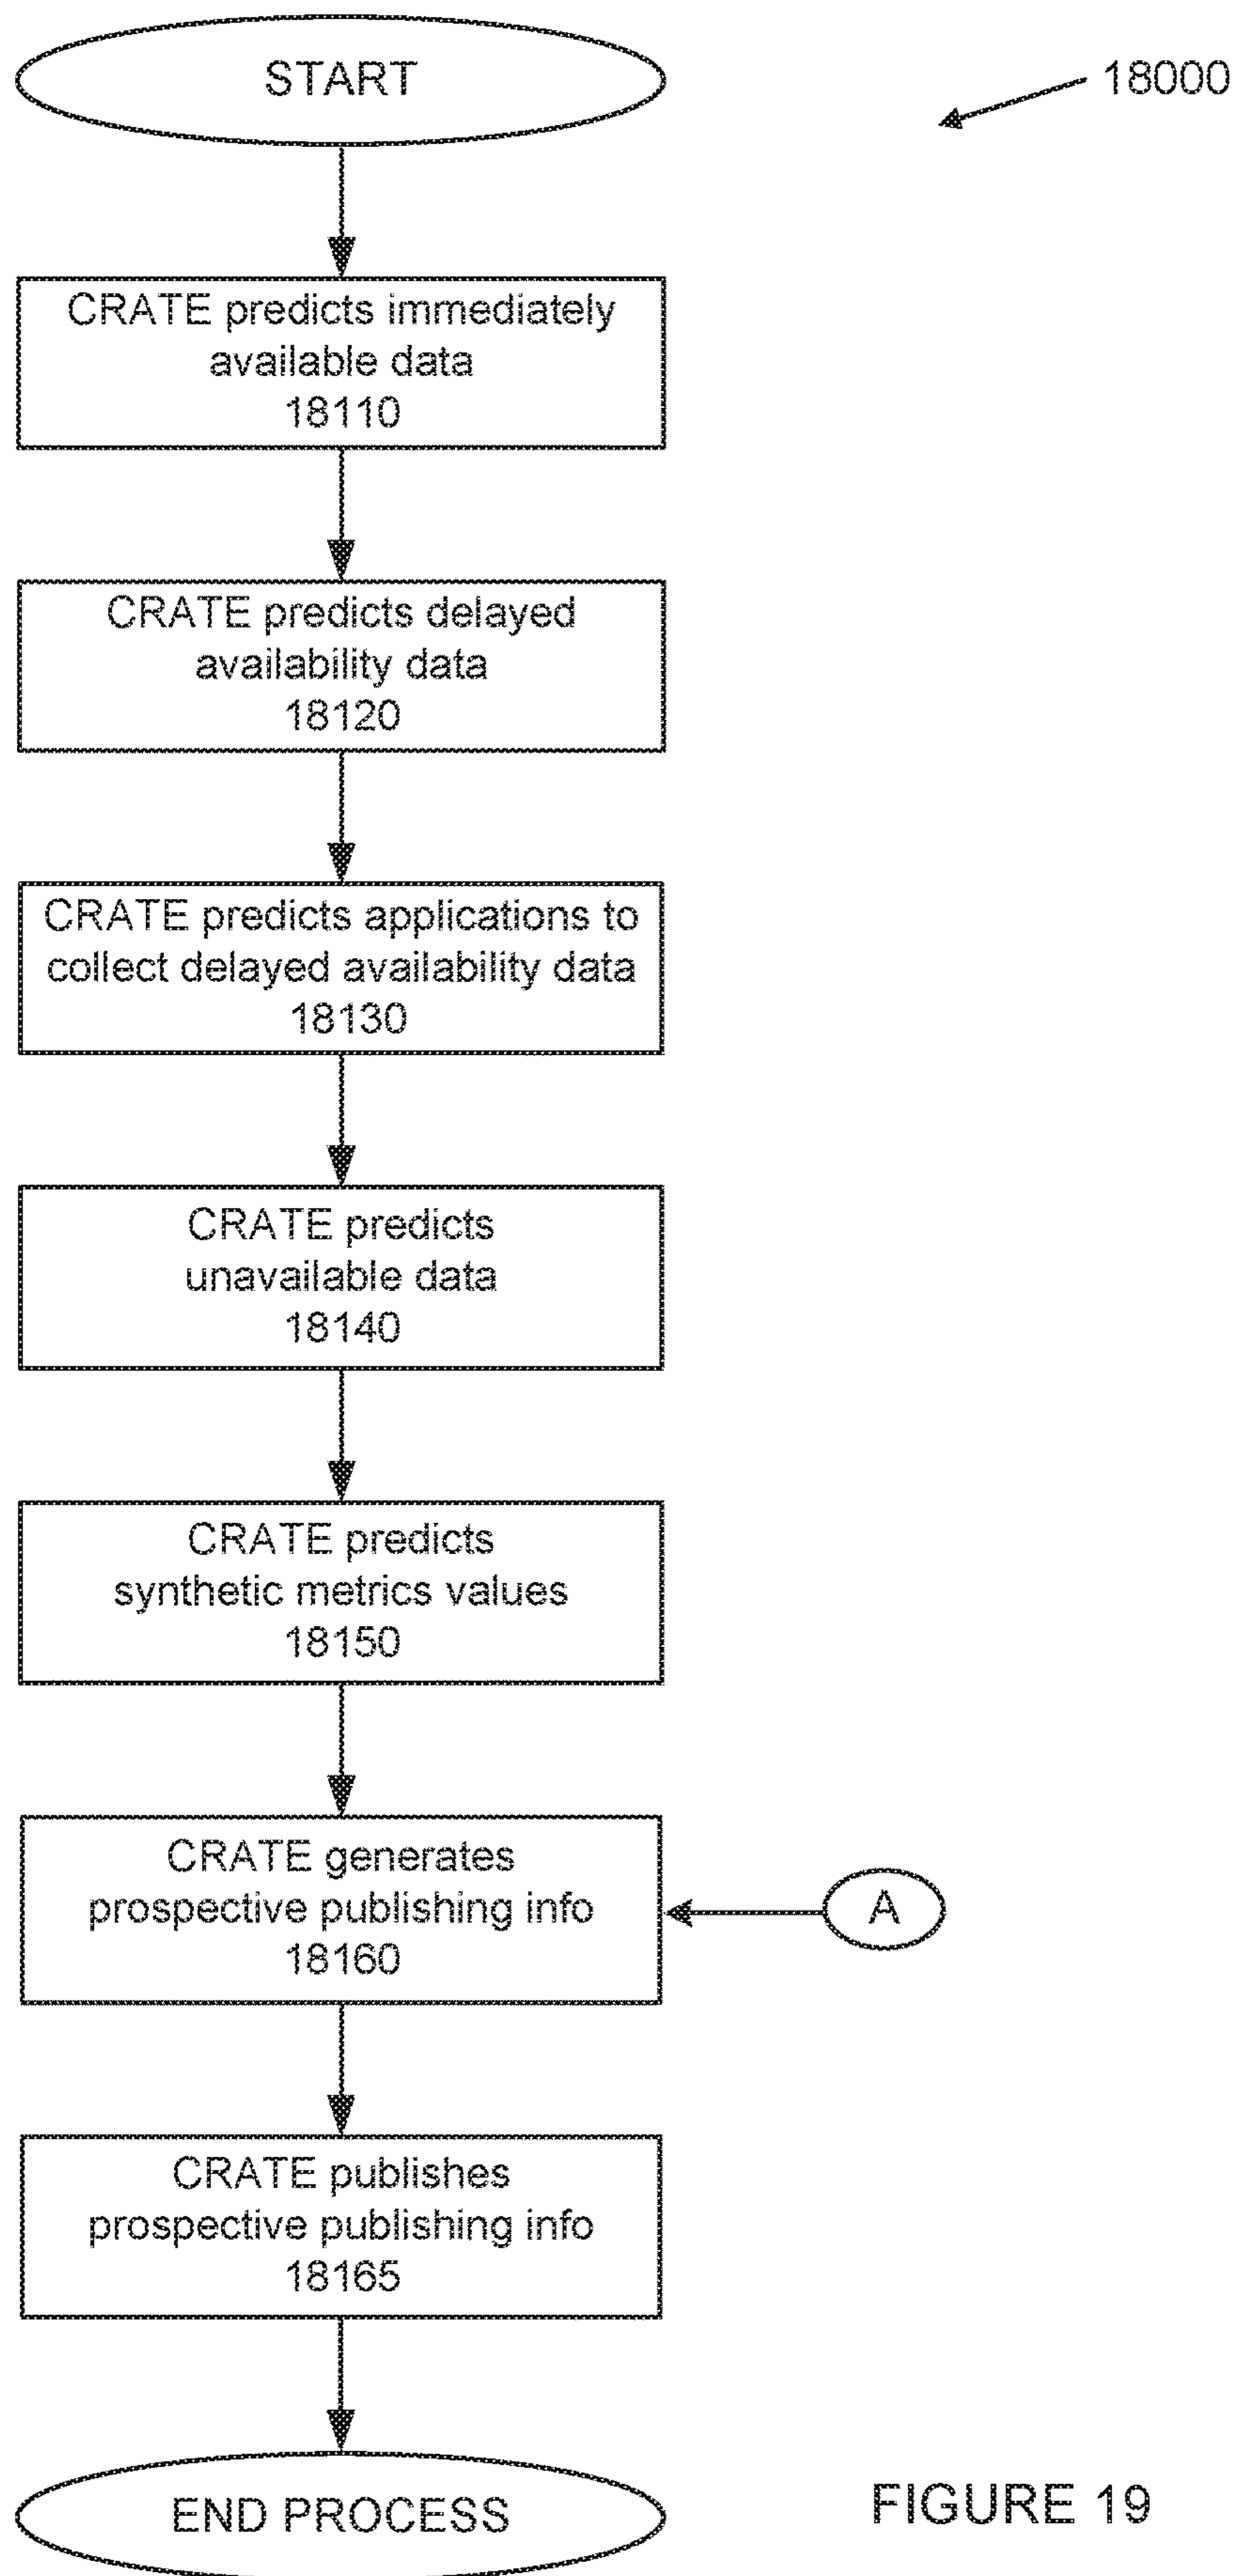 START
18000
CRATE predicts immediately
available data
18110
CRATE predicts delayed
availability data
18120
CRATE predicts applications to
collect delayed availability data
18130
CRATE predicts
unavailable data
18140
CRATE predicts
synthetic metrics values
18150
CRATE generates
prospective publishing info
18160
A
CRATE publishes
prospective publishing info
18165
END PROCESS
FIGURE 19